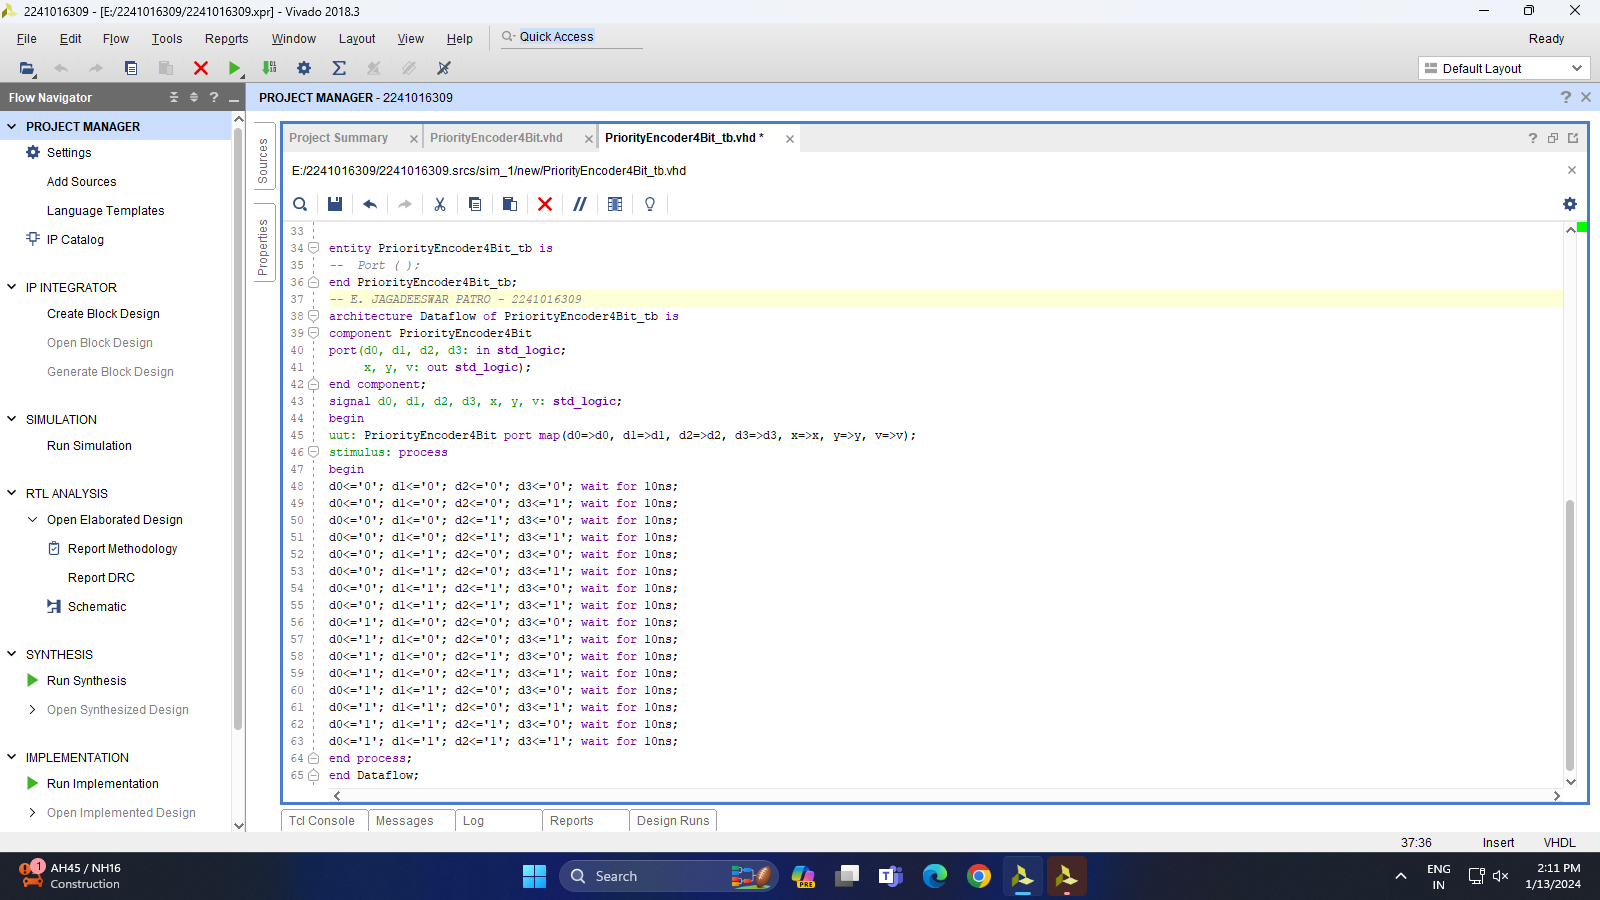 2241016309 - [E:/2241016309/2241016309.xpr] - Vivado 2018.3
File Edit Flow Tools Reports Window Layout View Help Quick Access Ready
Default Layout
Flow Navigator
PROJECT MANAGER - 2241016309
PROJECT MANAGER
Settings
Add Sources
Language Templates
IP Catalog
IP INTEGRATOR
Create Block Design
Open Block Design
Generate Block Design
SIMULATION
Run Simulation
RTL ANALYSIS
Open Elaborated Design
Report Methodology
Report DRC
Schematic
SYNTHESIS
Run Synthesis
Open Synthesized Design
IMPLEMENTATION
Run Implementation
Open Implemented Design
Sources
Properties
Project Summary PriorityEncoder4Bit.vhd PriorityEncoder4Bit_tb.vhd *
E:/2241016309/2241016309.srcs/sim_1/new/PriorityEncoder4Bit_tb.vhd
33
34 entity PriorityEncoder4Bit_tb is
35 --  Port ( );
36 end PriorityEncoder4Bit_tb;
37 -- E. JAGADEESWAR PATRO - 2241016309
38 architecture Dataflow of PriorityEncoder4Bit_tb is
39 component PriorityEncoder4Bit
40 port(d0, d1, d2, d3: in std_logic;
41 x, y, v: out std_logic);
42 end component;
43 signal d0, d1, d2, d3, x, y, v: std_logic;
44 begin
45 uut: PriorityEncoder4Bit port map(d0=>d0, d1=>d1, d2=>d2, d3=>d3, x=>x, y=>y, v=>v);
46 stimulus: process
47 begin
48 d0<='0'; d1<='0'; d2<='0'; d3<='0'; wait for 10ns;
49 d0<='0'; d1<='0'; d2<='0'; d3<='1'; wait for 10ns;
50 d0<='0'; d1<='0'; d2<='1'; d3<='0'; wait for 10ns;
51 d0<='0'; d1<='0'; d2<='1'; d3<='1'; wait for 10ns;
52 d0<='0'; d1<='1'; d2<='0'; d3<='0'; wait for 10ns;
53 d0<='0'; d1<='1'; d2<='0'; d3<='1'; wait for 10ns;
54 d0<='0'; d1<='1'; d2<='1'; d3<='0'; wait for 10ns;
55 d0<='0'; d1<='1'; d2<='1'; d3<='1'; wait for 10ns;
56 d0<='1'; d1<='0'; d2<='0'; d3<='0'; wait for 10ns;
57 d0<='1'; d1<='0'; d2<='0'; d3<='1'; wait for 10ns;
58 d0<='1'; d1<='0'; d2<='1'; d3<='0'; wait for 10ns;
59 d0<='1'; d1<='0'; d2<='1'; d3<='1'; wait for 10ns;
60 d0<='1'; d1<='1'; d2<='0'; d3<='0'; wait for 10ns;
61 d0<='1'; d1<='1'; d2<='0'; d3<='1'; wait for 10ns;
62 d0<='1'; d1<='1'; d2<='1'; d3<='0'; wait for 10ns;
63 d0<='1'; d1<='1'; d2<='1'; d3<='1'; wait for 10ns;
64 end process;
65 end Dataflow;
Tcl Console Messages Log Reports Design Runs
37:36 Insert VHDL
1
AH45 / NH16
Construction
Search
PRE
ENG
IN
2:11 PM
1/13/2024